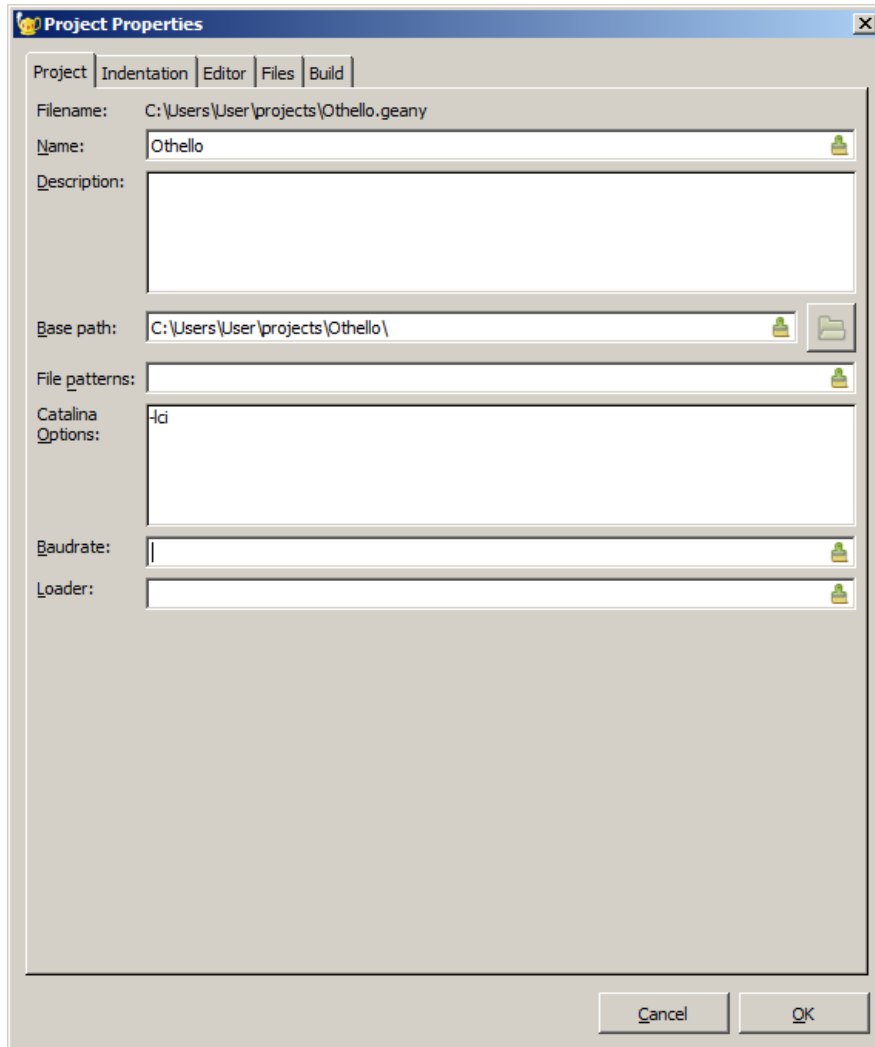 Project Properties
Project Indentation Editor Files Build
Filename: C:\Users\User\projects\Othello.geany
Name: Othello
Description:
Base path: C:\Users\User\projects\Othello\
File patterns:
Catalina
Options: -lci
Baudrate:
Loader:
Cancel OK